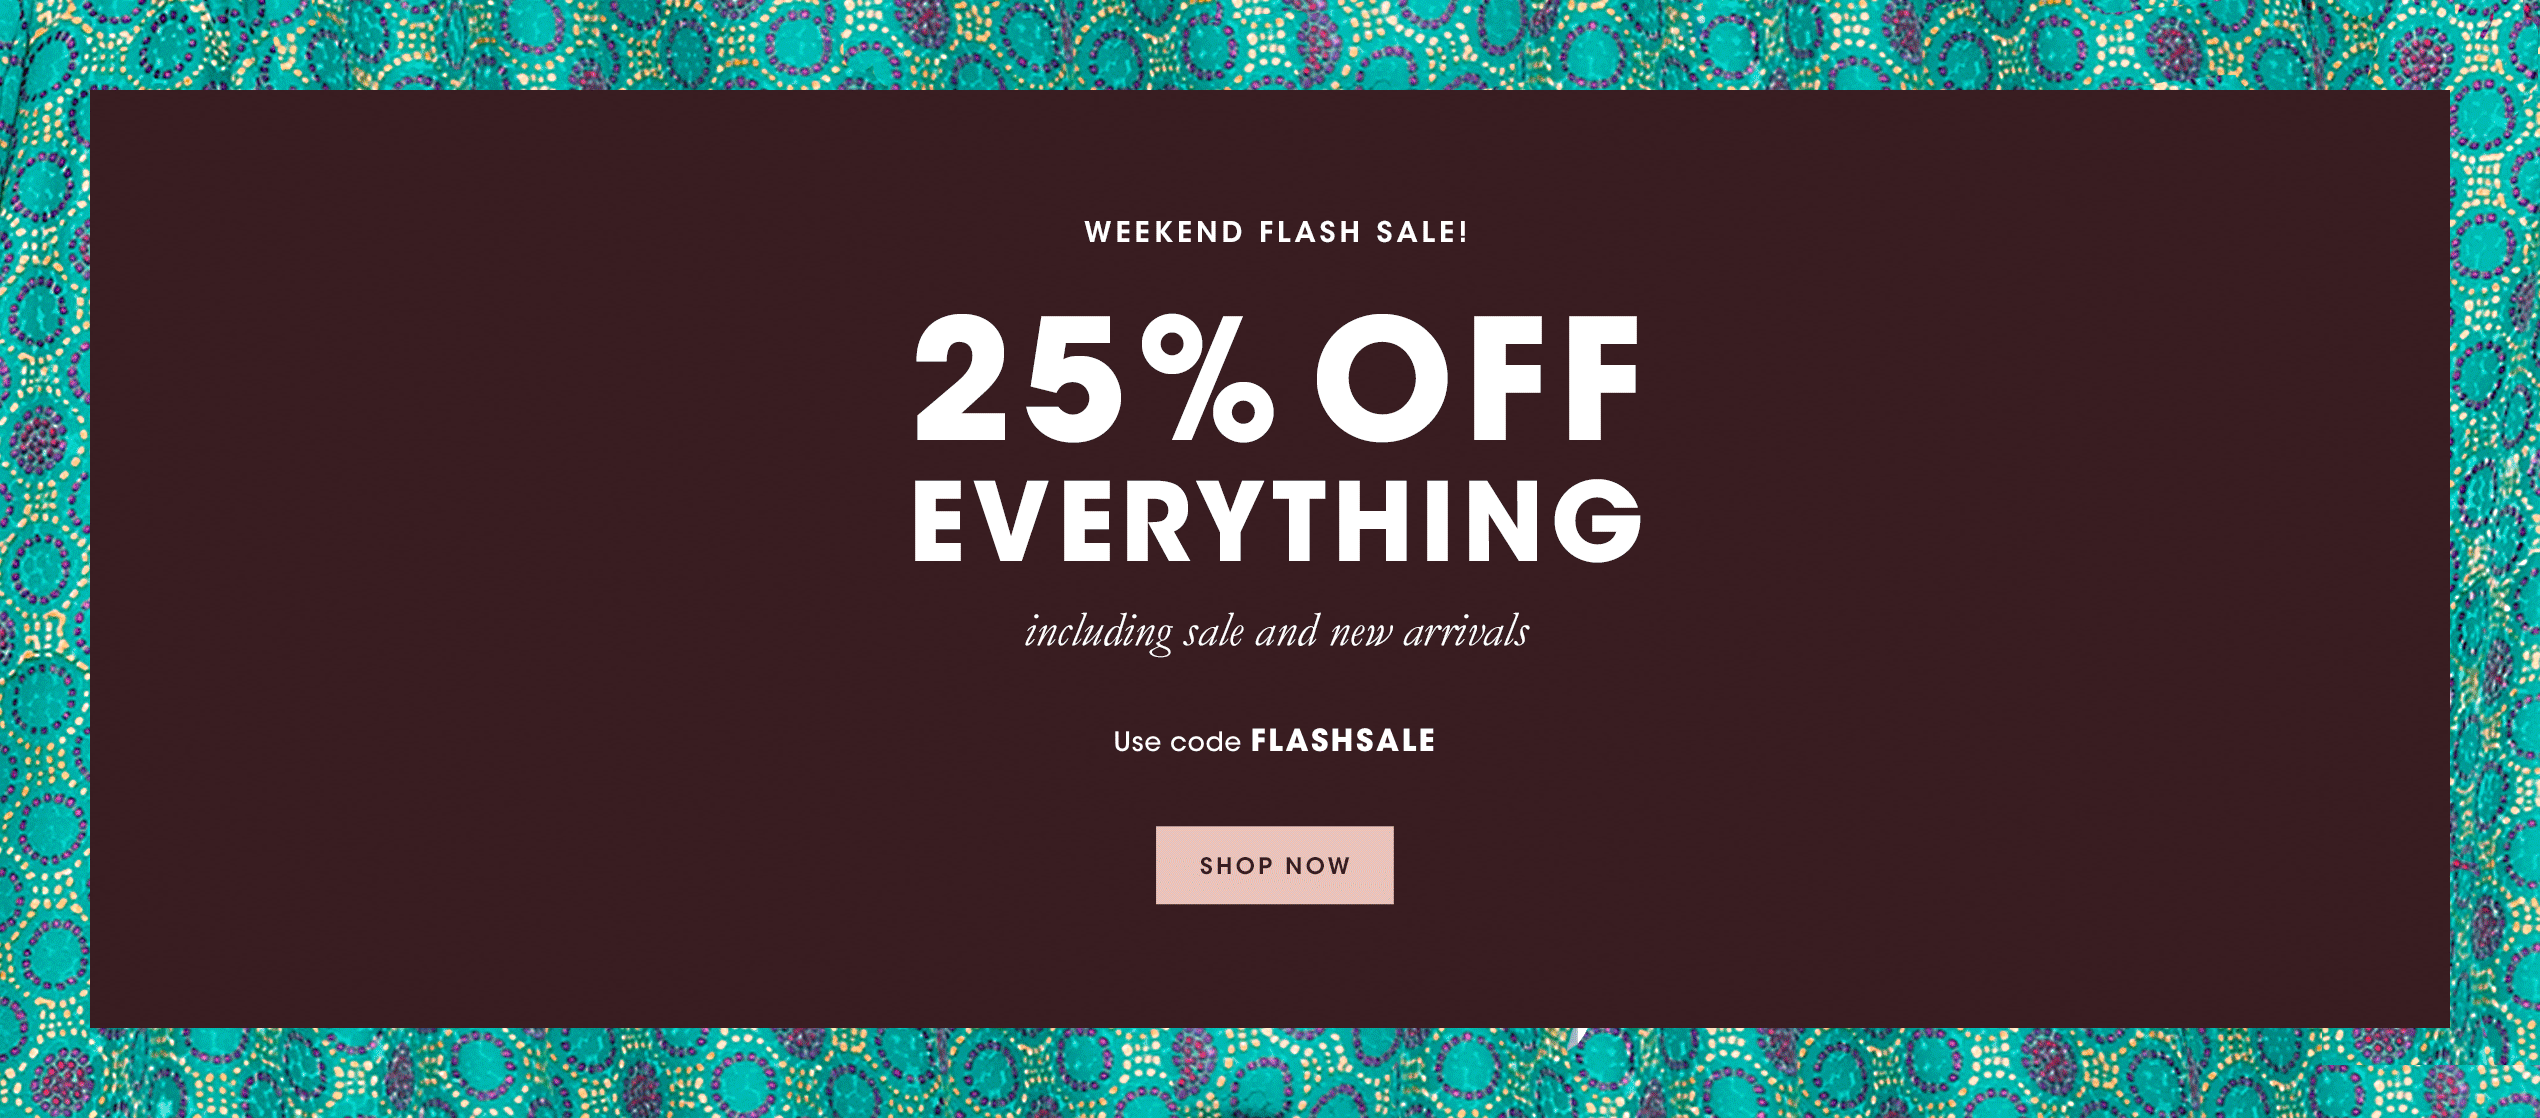 WEEKEND FLASH SALE!
25% OFF
EVERYTHING
including sale and new arrivals
Use code FLASHSALE
SHOP NOW